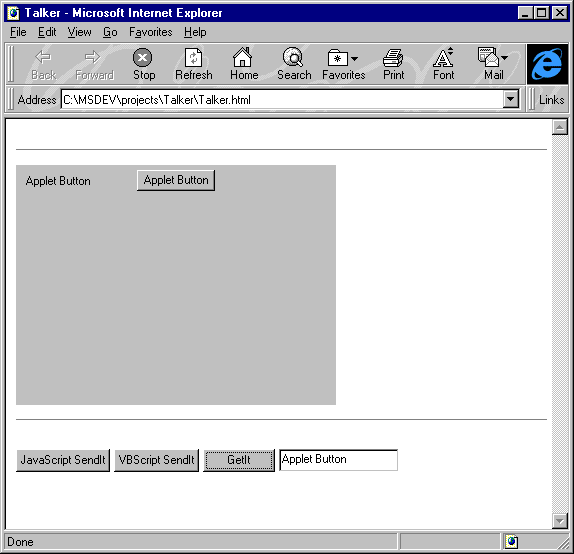 Talker - Microsoft Internet Explorer
File Edit View Go Favorites Help
Back Forward Stop Refresh Home Search Favorites Print Font Mail
Address C:\MSDEV\projects\Talker\Talker.html Links
Applet Button Applet Button
JavaScript SendIt VBScript SendIt GetIt Applet Button
Done